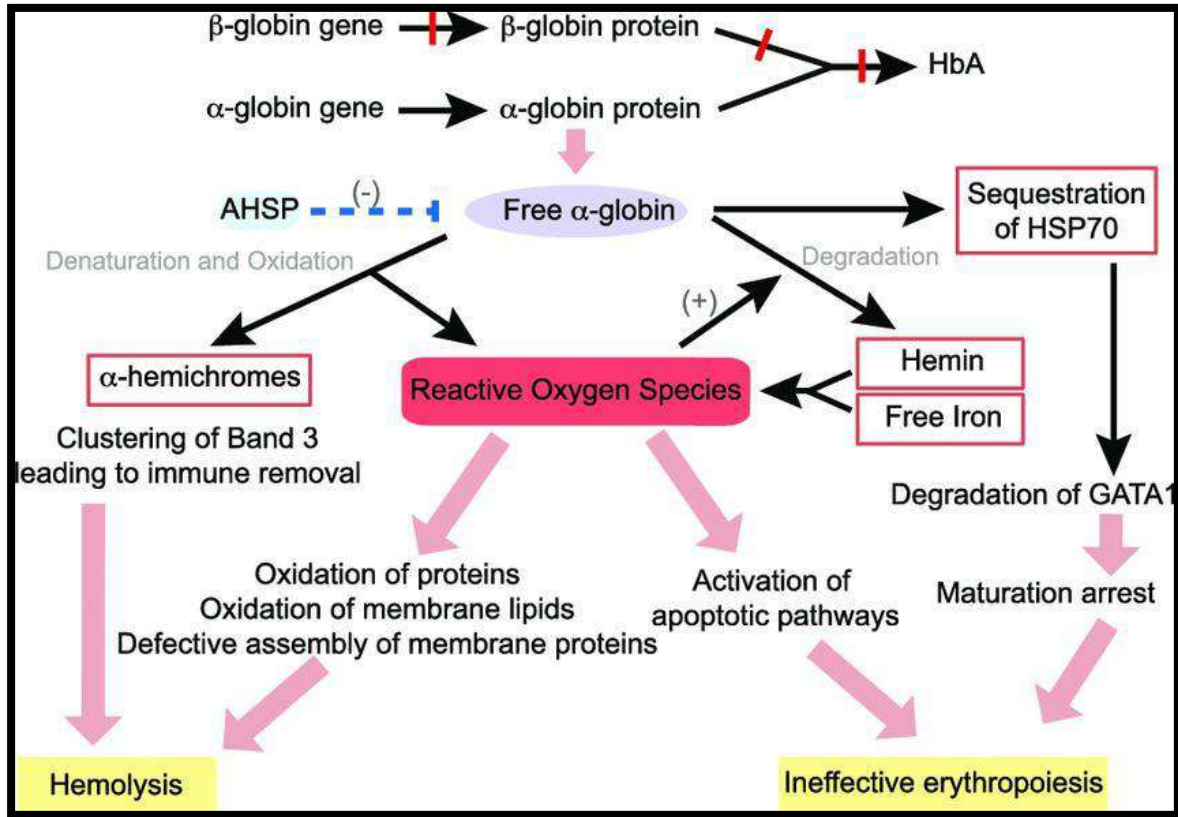 β-globin gene
β-globin protein
HbA
α-globin gene
α-globin protein
AHSP
(-)
Free α-globin
Sequestration
of HSP70
Denaturation and Oxidation
Degradation
(+)
α-hemichromes
Reactive Oxygen Species
Hemin
Free Iron
Clustering of Band 3
leading to immune removal
Degradation of GATA1
Oxidation of proteins
Oxidation of membrane lipids
Defective assembly of membrane proteins
Activation of
apoptotic pathways
Maturation arrest
Hemolysis
Ineffective erythropoiesis